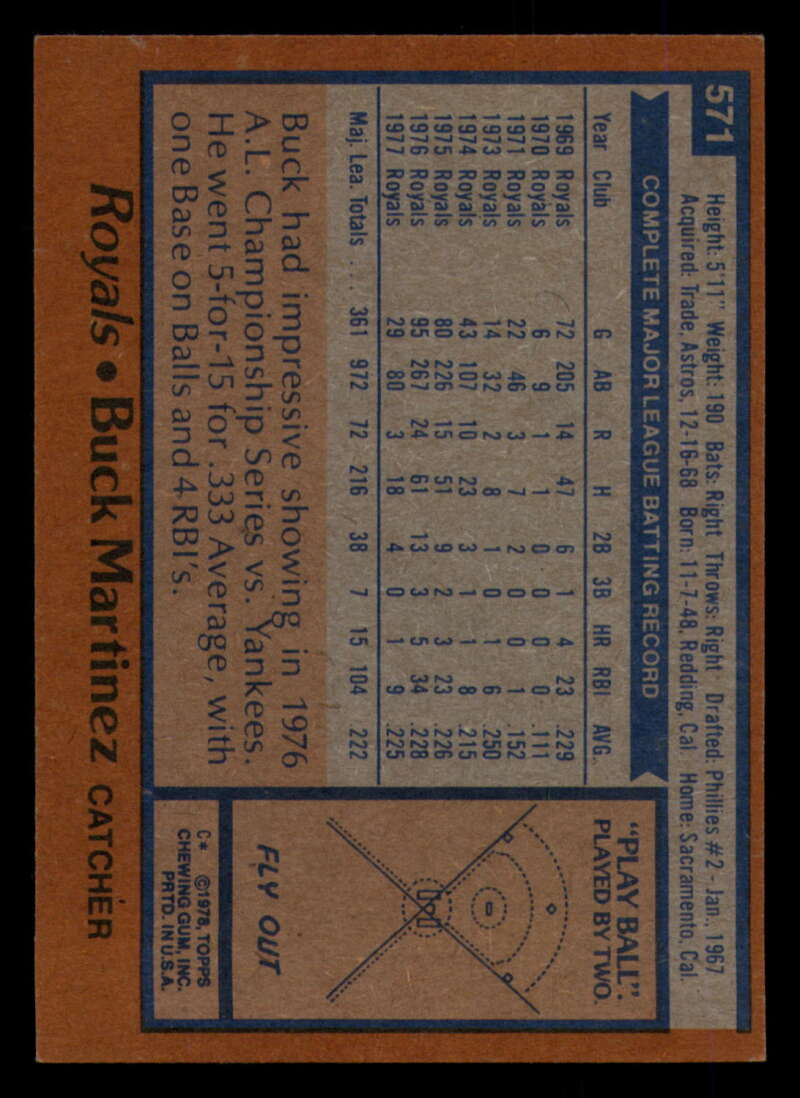 571
Height: 5'11" Weight: 190 Bats: Right Throws: Right Drafted: Phillies #2 - Jan., 1967
Acquired: Trade, Astros, 12-16-68 Born: 11-7-48, Redding, Cal. Home: Sacramento, Cal.
COMPLETE MAJOR LEAGUE BATTING RECORD
Year Club G AB R H 2B 3B HR RBI AVG.
1969 Royals 72 205 14 47 6 1 4 23 .229
1970 Royals 6 9 1 1 0 0 0 0 .111
1971 Royals 22 46 3 7 2 0 0 1 .152
1973 Royals 14 32 2 8 1 0 1 6 .250
1974 Royals 43 107 10 23 3 1 1 8 .215
1975 Royals 80 226 15 51 9 2 3 23 .226
1976 Royals 95 267 24 61 13 3 5 34 .228
1977 Royals 29 80 3 18 4 0 1 9 .225
Maj. Lea. Totals .... 361 972 72 216 38 7 15 104 .222
Buck had impressive showing in 1976
A.L. Championship Series vs. Yankees.
He went 5-for-15 for .333 Average, with
one Base on Balls and 4 RBI's.
"PLAY BALL":
PLAYED BY TWO.
FLY OUT
C* ©1978, TOPPS
CHEWING GUM, INC.
PRTD. IN U.S.A.
Royals • Buck Martinez CATCHER